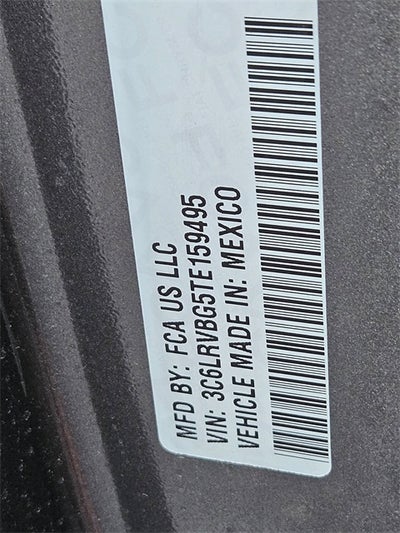 MFD BY: FCA US LLC
VIN: 3C6LRVBG5TE159495
VEHICLE MADE IN: MEXICO